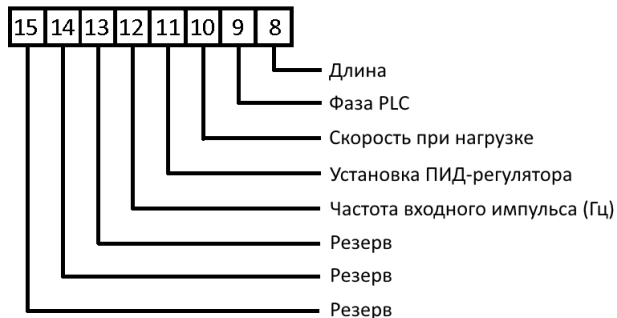 15 14 13 12 11 10 9 8
Длина
Фаза PLC
Скорость при нагрузке
Установка ПИД-регулятора
Частота входного импульса (Гц)
Резерв
Резерв
Резерв